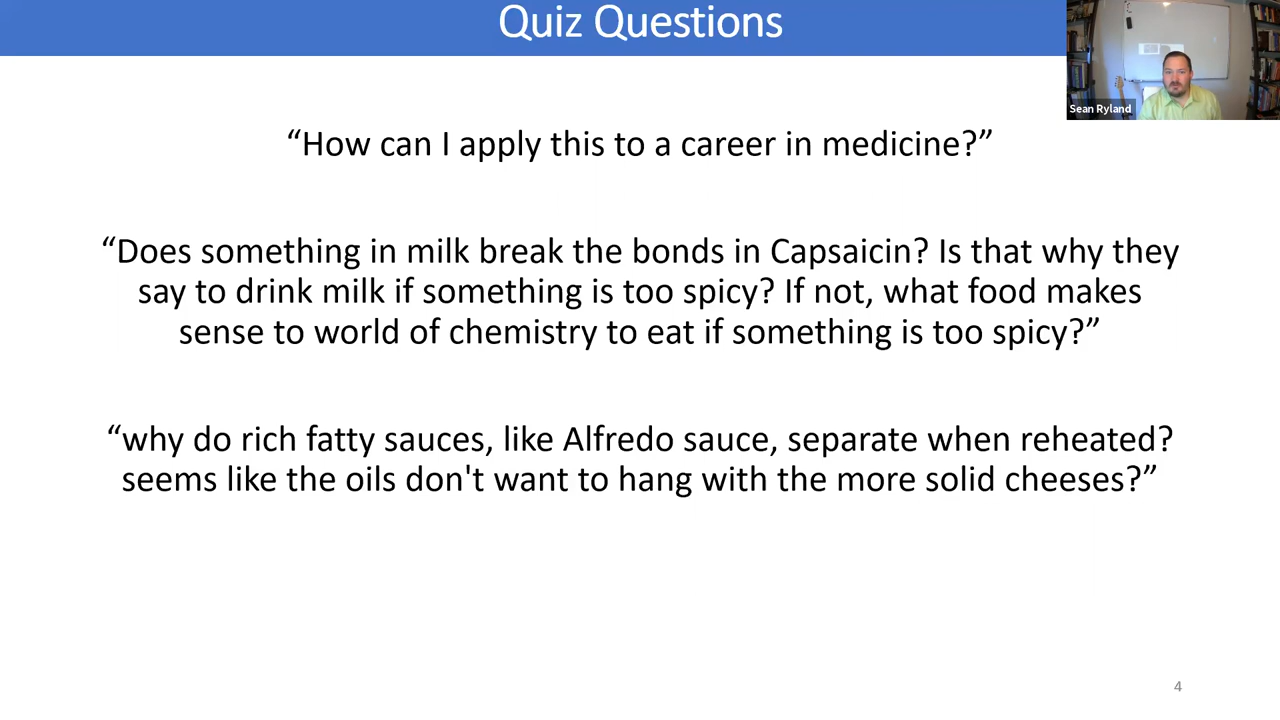 Quiz Questions
Sean Ryland
“How can I apply this to a career in medicine?”
“Does something in milk break the bonds in Capsaicin? Is that why they
say to drink milk if something is too spicy? If not, what food makes
sense to world of chemistry to eat if something is too spicy?”
“why do rich fatty sauces, like Alfredo sauce, separate when reheated?
seems like the oils don't want to hang with the more solid cheeses?”
4